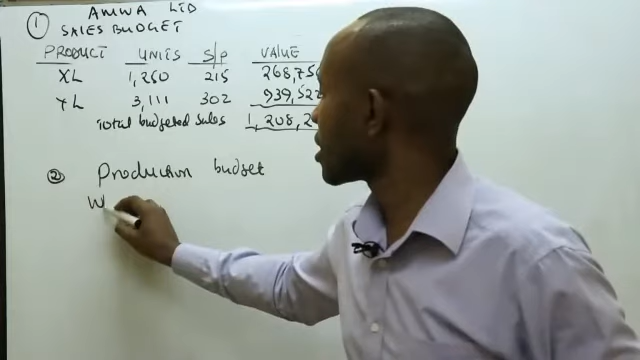 ① AMWA LTD
SALES BUDGET
PRODUCT UNITS S/P VALUE
XL 1,250 215 268,750
YL 3,111 302 939,522
Total budgeted sales 1,208,2
② Production budget
W